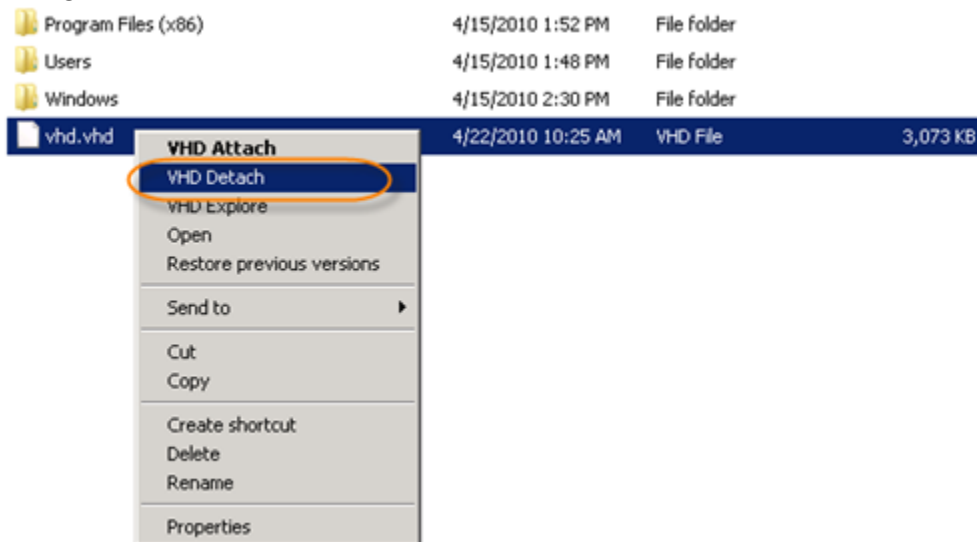 Program Files (x86) 4/15/2010 1:52 PM File folder
Users 4/15/2010 1:48 PM File folder
Windows 4/15/2010 2:30 PM File folder
vhd.vhd 4/22/2010 10:25 AM VHD File 3,073 KB
VHD Attach
VHD Detach
VHD Explore
Open
Restore previous versions
Send to
Cut
Copy
Create shortcut
Delete
Rename
Properties